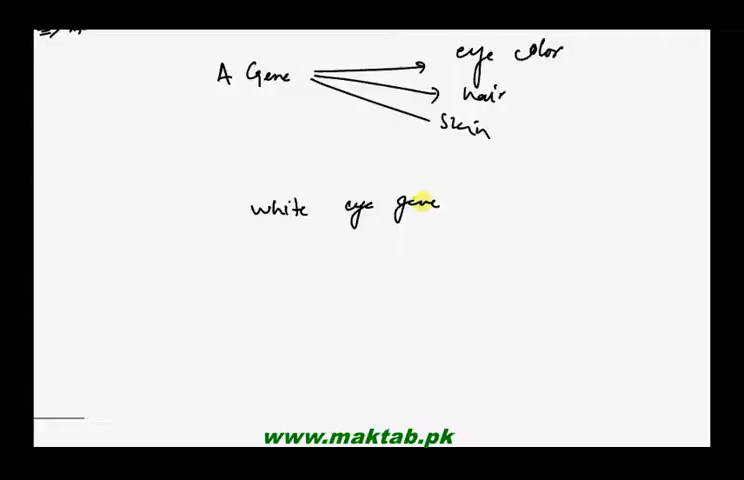 A Gene
eye color
hair
Skin
white eye gene
www.maktab.pk